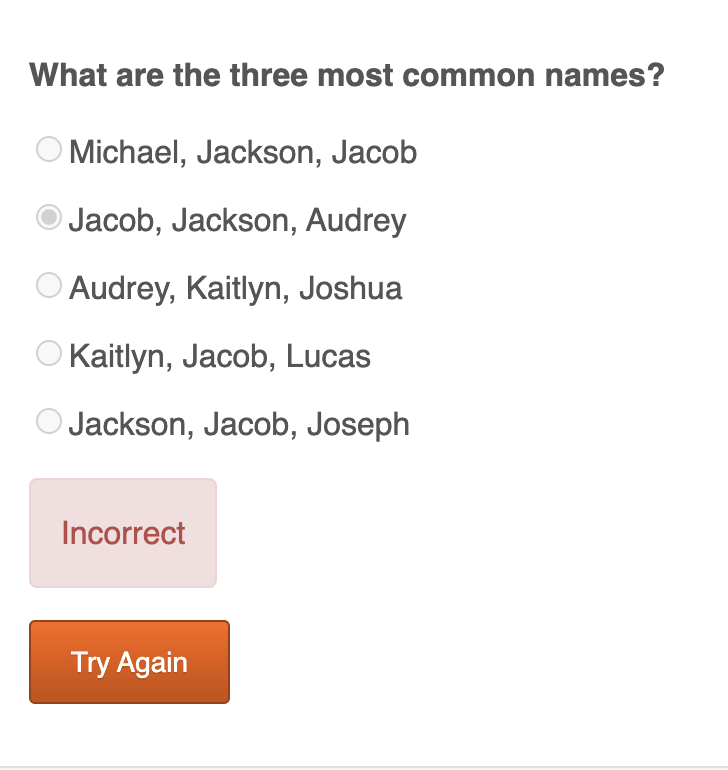 What are the three most common names?
Michael, Jackson, Jacob
Jacob, Jackson, Audrey
Audrey, Kaitlyn, Joshua
Kaitlyn, Jacob, Lucas
Jackson, Jacob, Joseph
Incorrect
Try Again